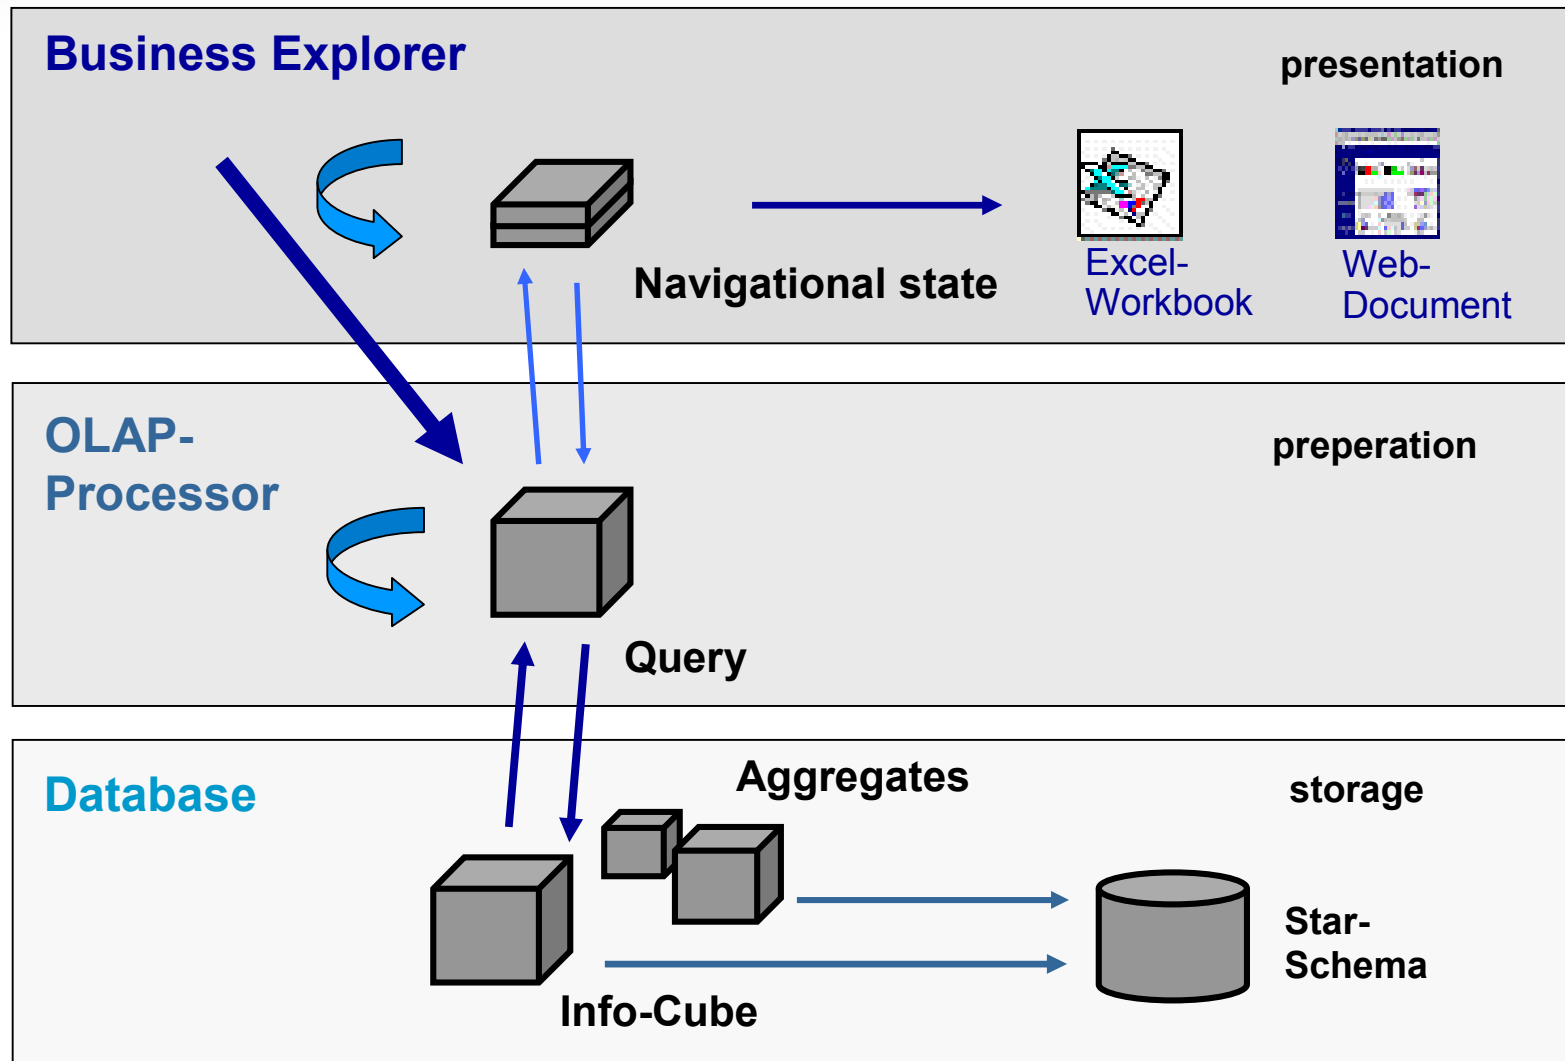 Business Explorer
presentation
Navigational state
Excel-
Workbook
Web-
Document
OLAP-
Processor
preperation
Query
Database
Aggregates
storage
Star-
Schema
Info-Cube